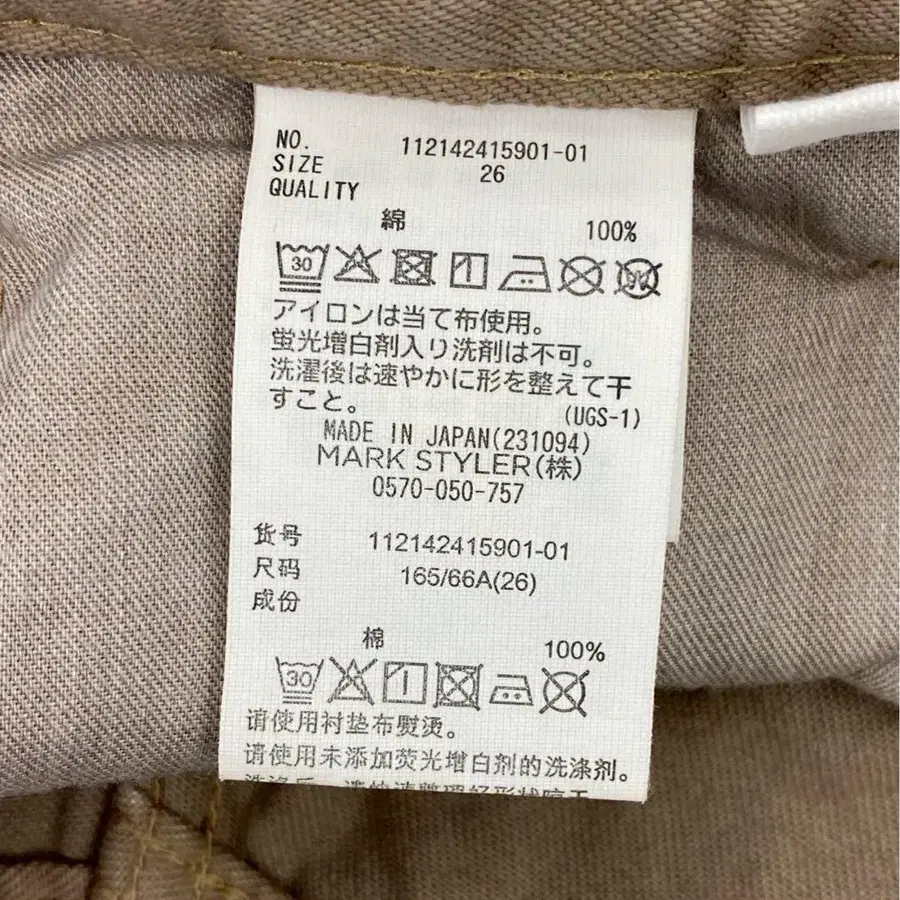 NO. 112142415901-01
SIZE 26
QUALITY
綿 100%
30
アイロンは当て布使用。
蛍光増白剤入り洗剤は不可。
洗濯後は速やかに形を整えて干
すこと。 (UGS-1)
MADE IN JAPAN(231094)
MARK STYLER(株)
0570-050-757
货号 112142415901-01
尺码 165/66A(26)
成份
棉 100%
30
请使用衬垫布熨烫。
请使用未添加荧光增白剂的洗涤剂。